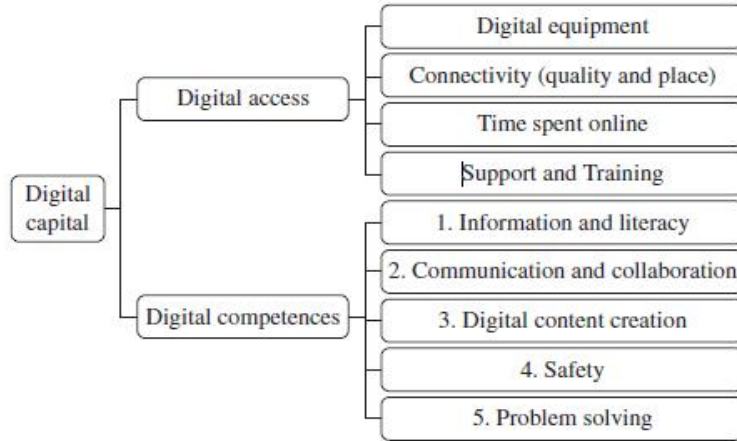 Digital
capital
Digital access
Digital equipment
Connectivity (quality and place)
Time spent online
Support and Training
Digital competences
1. Information and literacy
2. Communication and collaboration
3. Digital content creation
4. Safety
5. Problem solving